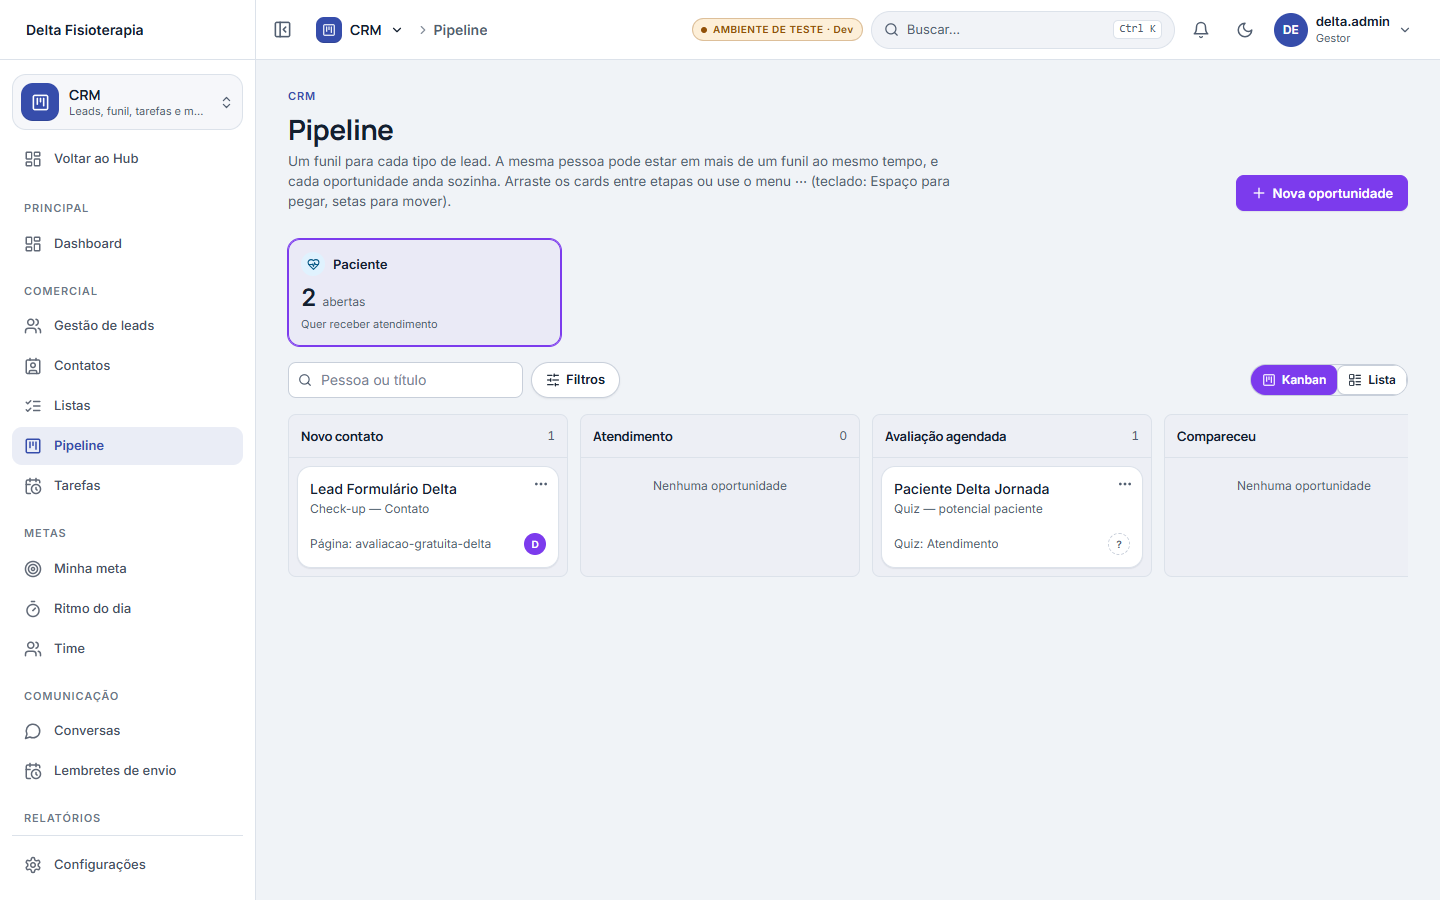 Delta Fisioterapia
CRM
Pipeline
AMBIENTE DE TESTE · Dev
Buscar...
Ctrl K
DE
delta.admin
Gestor
CRM
Leads, funil, tarefas e m...
Voltar ao Hub
PRINCIPAL
Dashboard
COMERCIAL
Gestão de leads
Contatos
Listas
Pipeline
Tarefas
METAS
Minha meta
Ritmo do dia
Time
COMUNICAÇÃO
Conversas
Lembretes de envio
RELATÓRIOS
Configurações
CRM
Pipeline
Um funil para cada tipo de lead. A mesma pessoa pode estar em mais de um funil ao mesmo tempo, e
cada oportunidade anda sozinha. Arraste os cards entre etapas ou use o menu ··· (teclado: Espaço para
pegar, setas para mover).
Nova oportunidade
Paciente
2 abertas
Quer receber atendimento
Pessoa ou título
Filtros
Kanban
Lista
Novo contato 1
Lead Formulário Delta
Check-up — Contato
Página: avaliacao-gratuita-delta
D
Atendimento 0
Nenhuma oportunidade
Avaliação agendada 1
Paciente Delta Jornada
Quiz — potencial paciente
Quiz: Atendimento
?
Compareceu
Nenhuma oportunidade